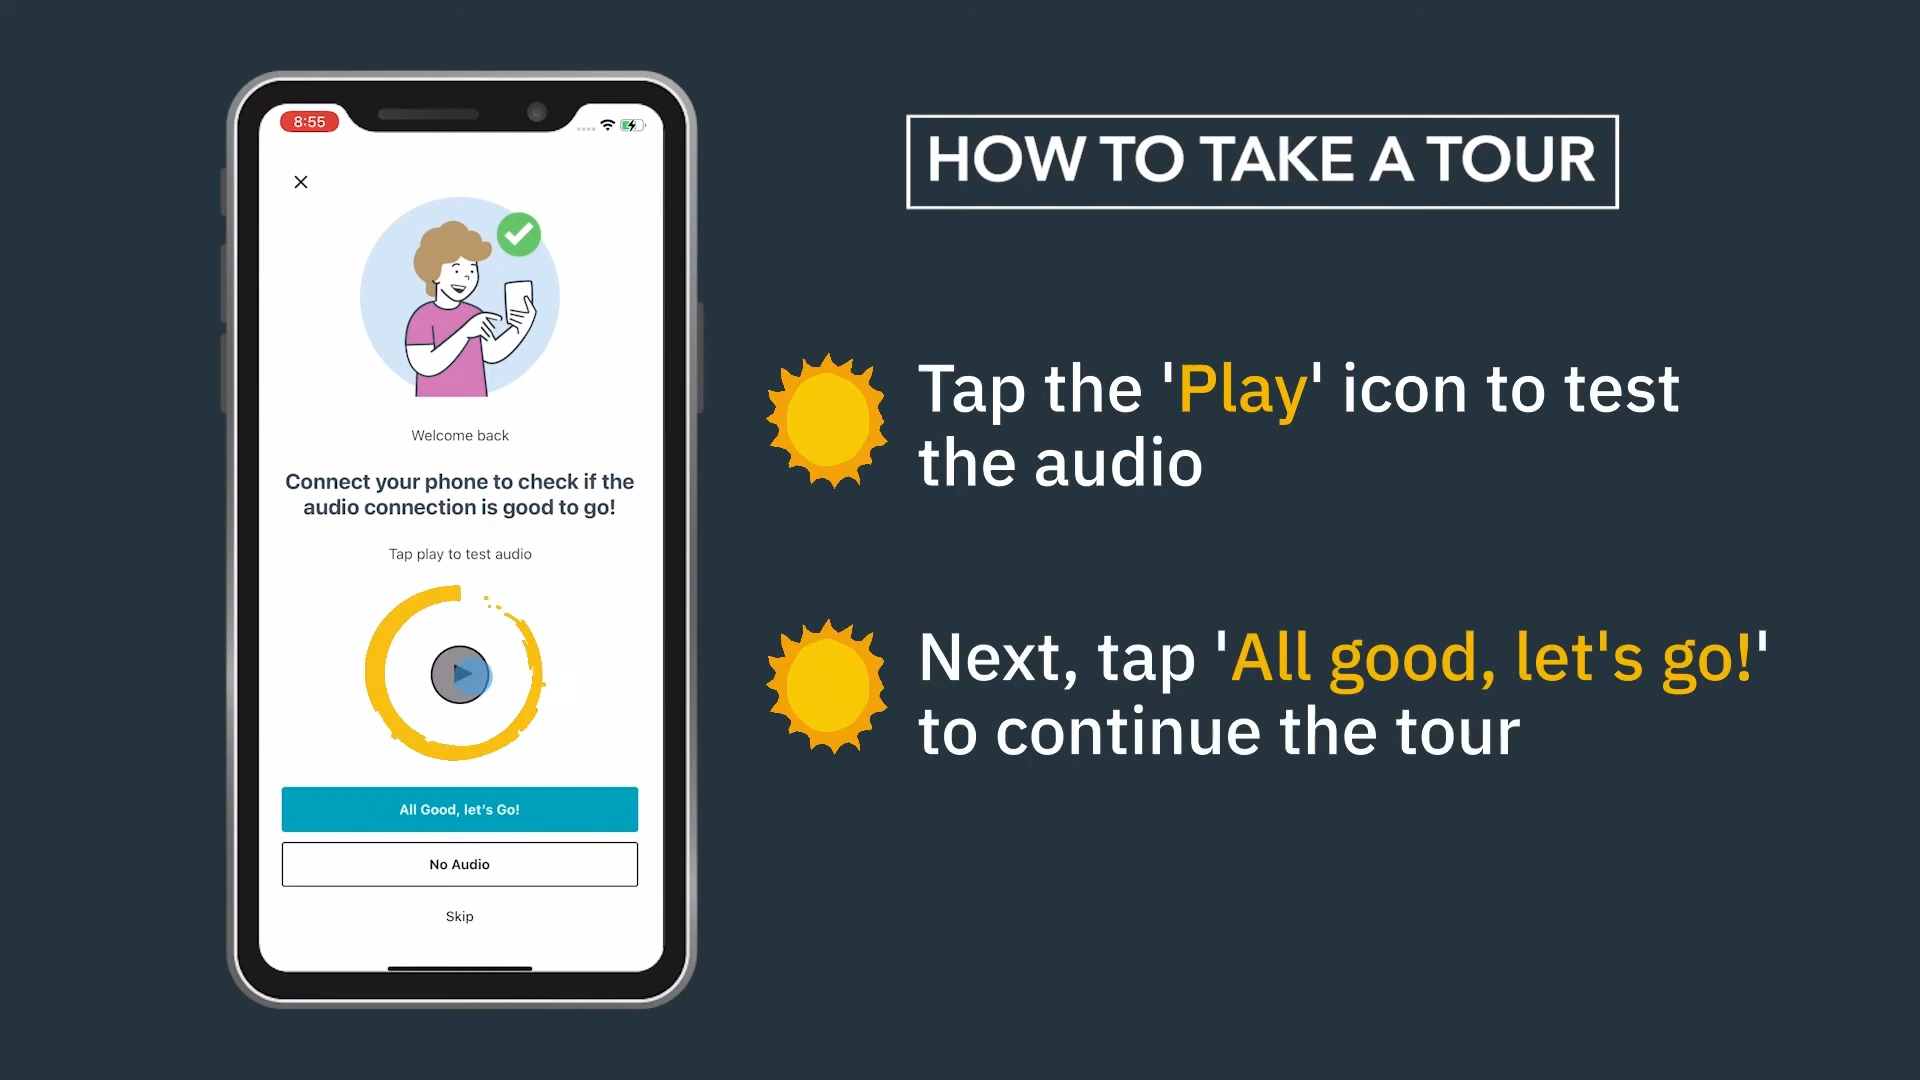 8:55
Welcome back
Connect your phone to check if the
audio connection is good to go!
Tap play to test audio
All Good, let's Go!
No Audio
Skip
HOW TO TAKE A TOUR
Tap the 'Play' icon to test
the audio
Next, tap 'All good, let's go!'
to continue the tour